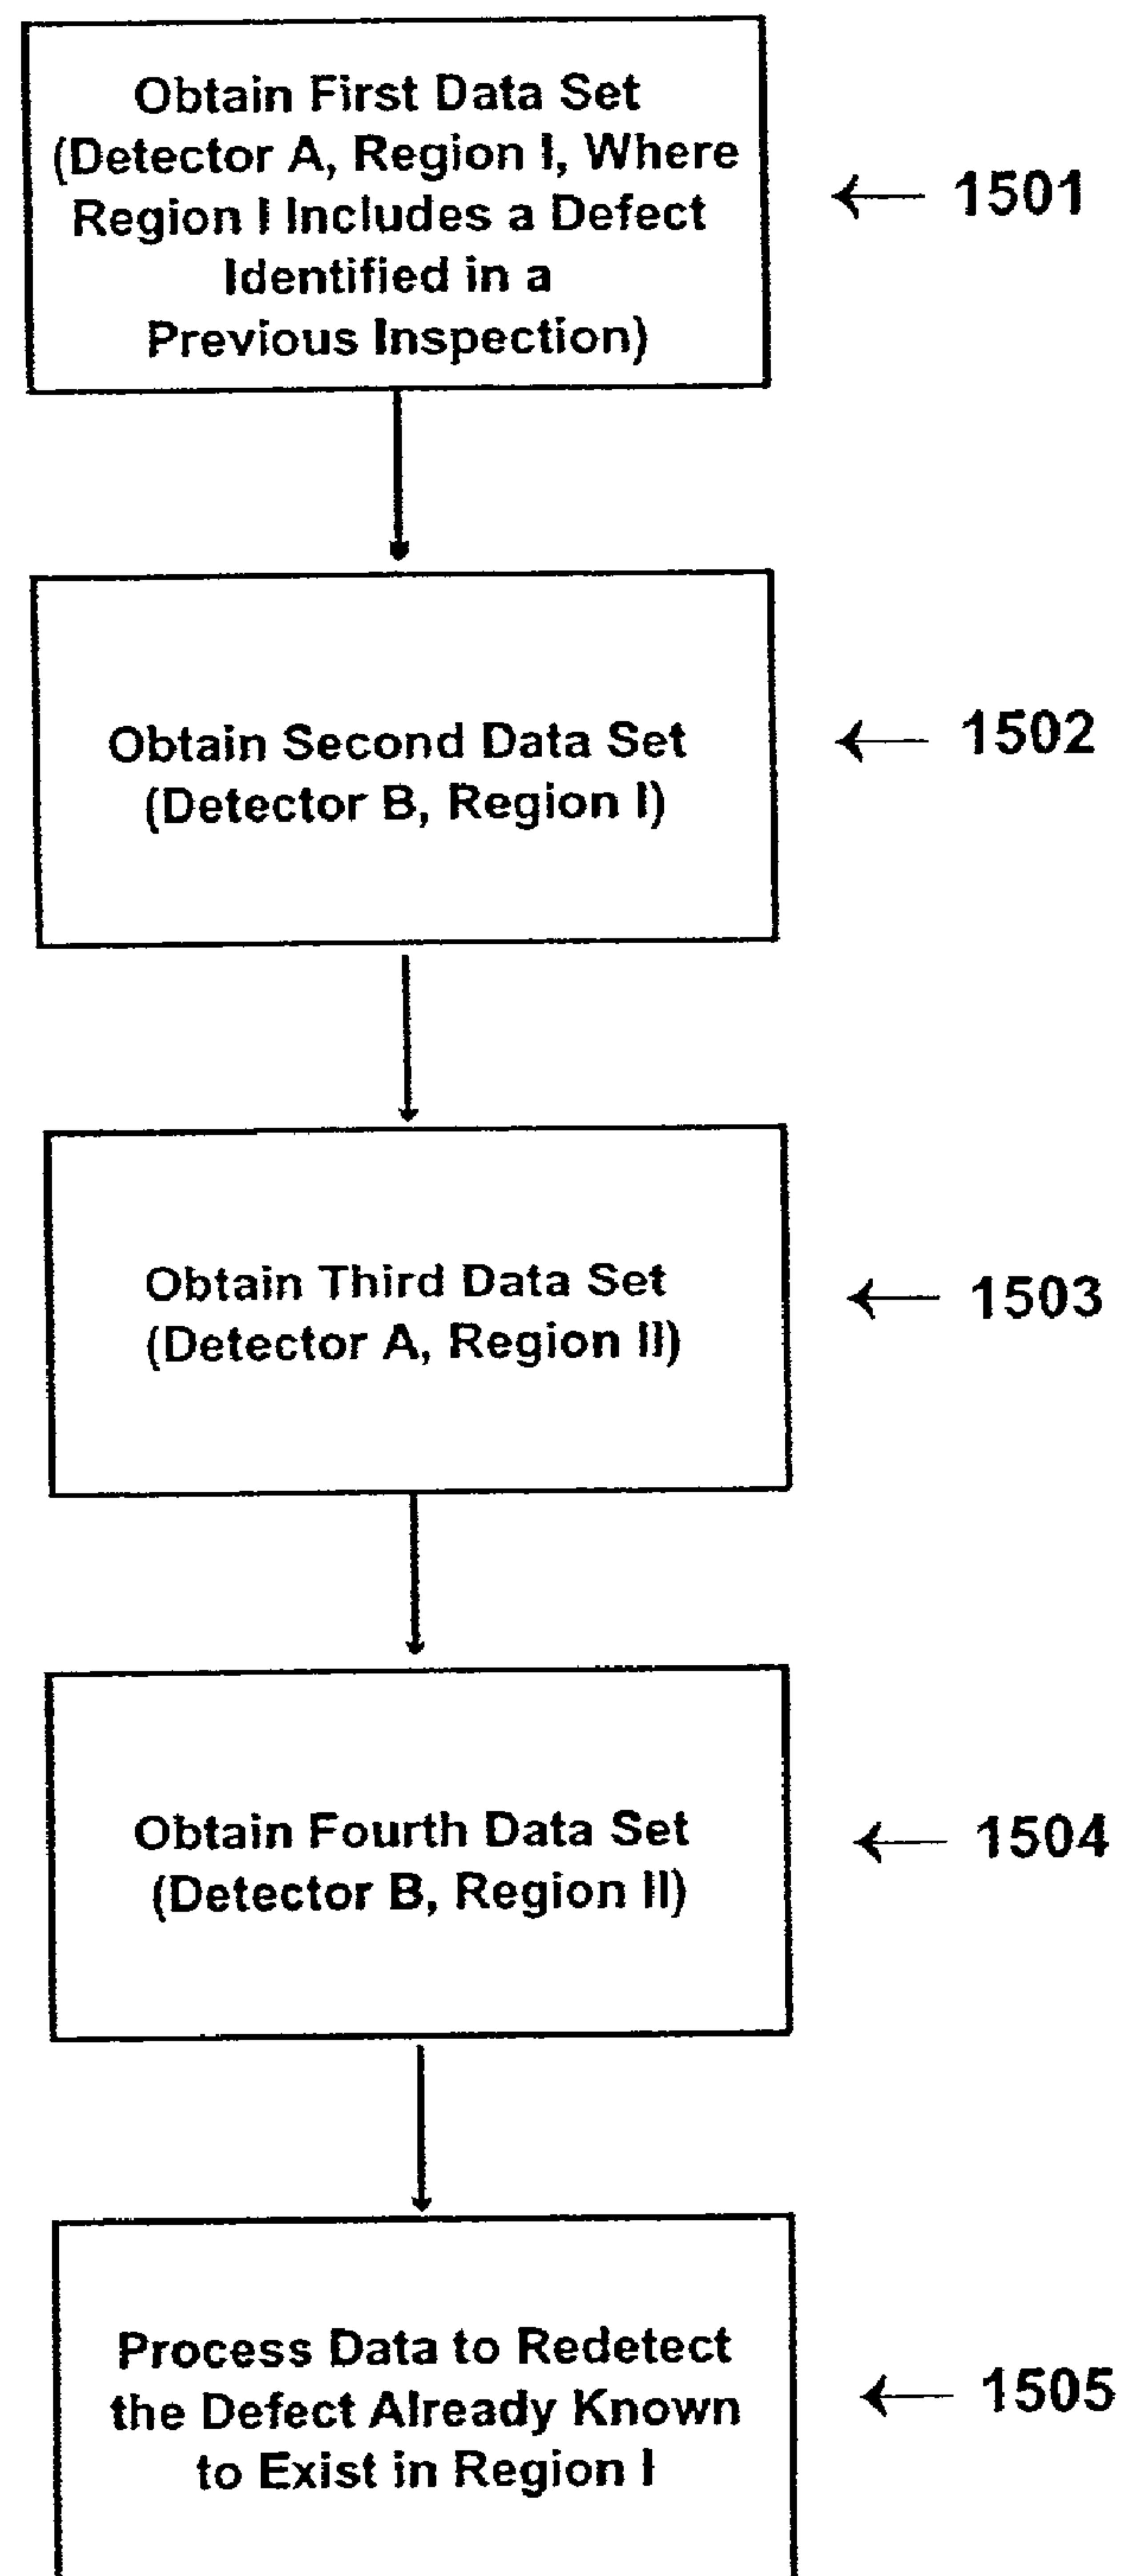 Obtain First Data Set
(Detector A, Region I, Where
Region I Includes a Defect
Identified in a
Previous Inspection)
← 1501
Obtain Second Data Set
(Detector B, Region I)
← 1502
Obtain Third Data Set
(Detector A, Region II)
← 1503
Obtain Fourth Data Set
(Detector B, Region II)
← 1504
Process Data to Redetect
the Defect Already Known
to Exist in Region I
← 1505